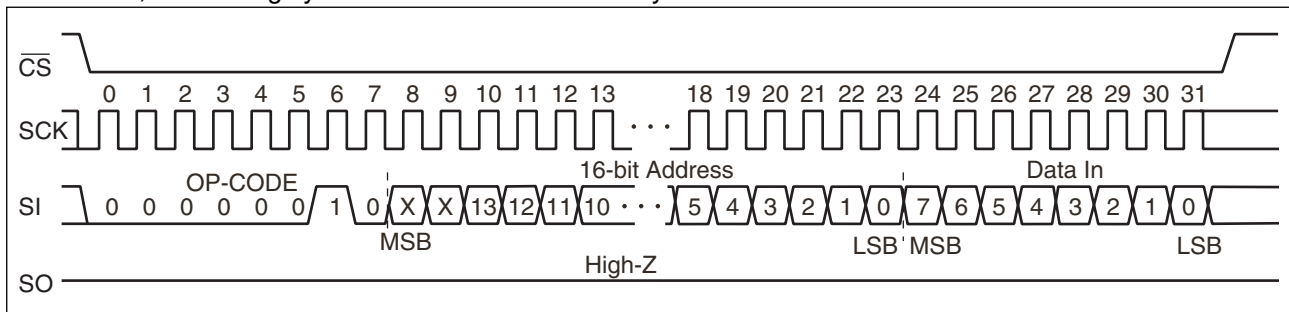 CS
0 1 2 3 4 5 6 7 8 9 10 11 12 13 18 19 20 21 22 23 24 25 26 27 28 29 30 31
SCK ...
OP-CODE 16-bit Address Data In
SI 0 0 0 0 0 0 1 0 X X 13 12 11 10 ... 5 4 3 2 1 0 7 6 5 4 3 2 1 0
MSB LSB MSB LSB
High-Z
SO